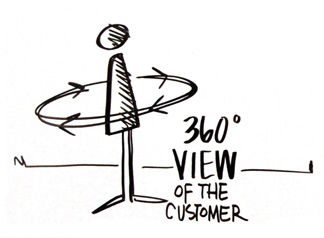 360°
VIEW
OF THE
CUSTOMER